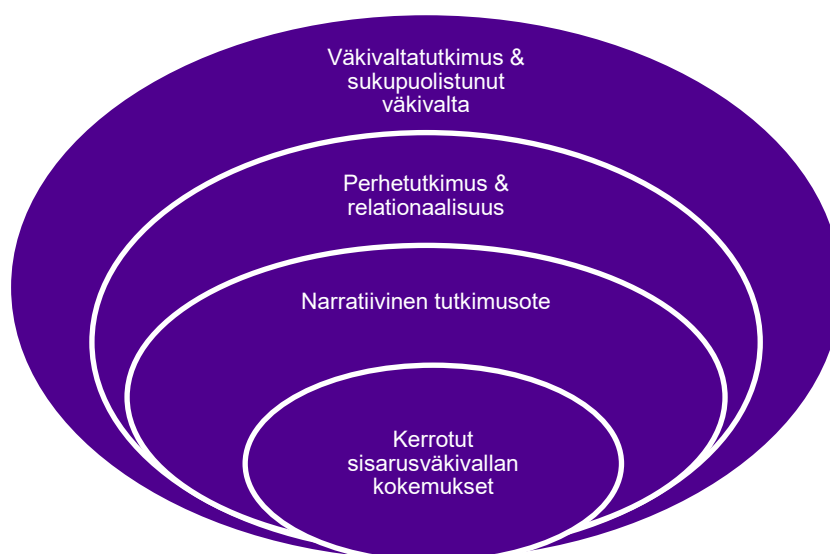 Väkivaltatutkimus &
sukupuolistunut
väkivalta
Perhetutkimus &
relationaalisuus
Narratiivinen tutkimusote
Kerrotut
sisarusväkivallan
kokemukset